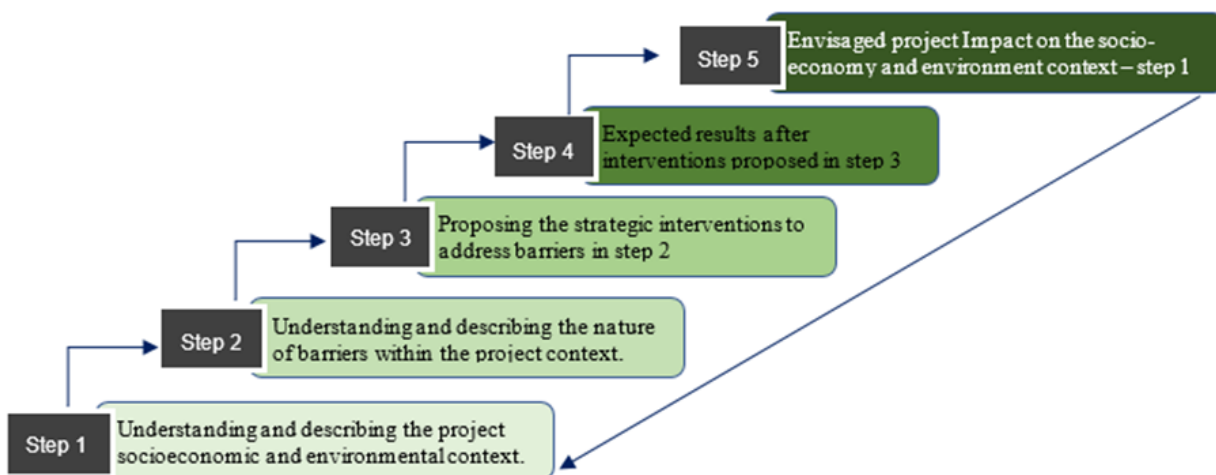 Step 5
Envisaged project Impact on the socio-
economy and environment context – step 1
Step 4
Expected results after
interventions proposed in step 3
Step 3
Proposing the strategic interventions to
address barriers in step 2
Step 2
Understanding and describing the nature
of barriers within the project context.
Step 1
Understanding and describing the project
socioeconomic and environmental context.